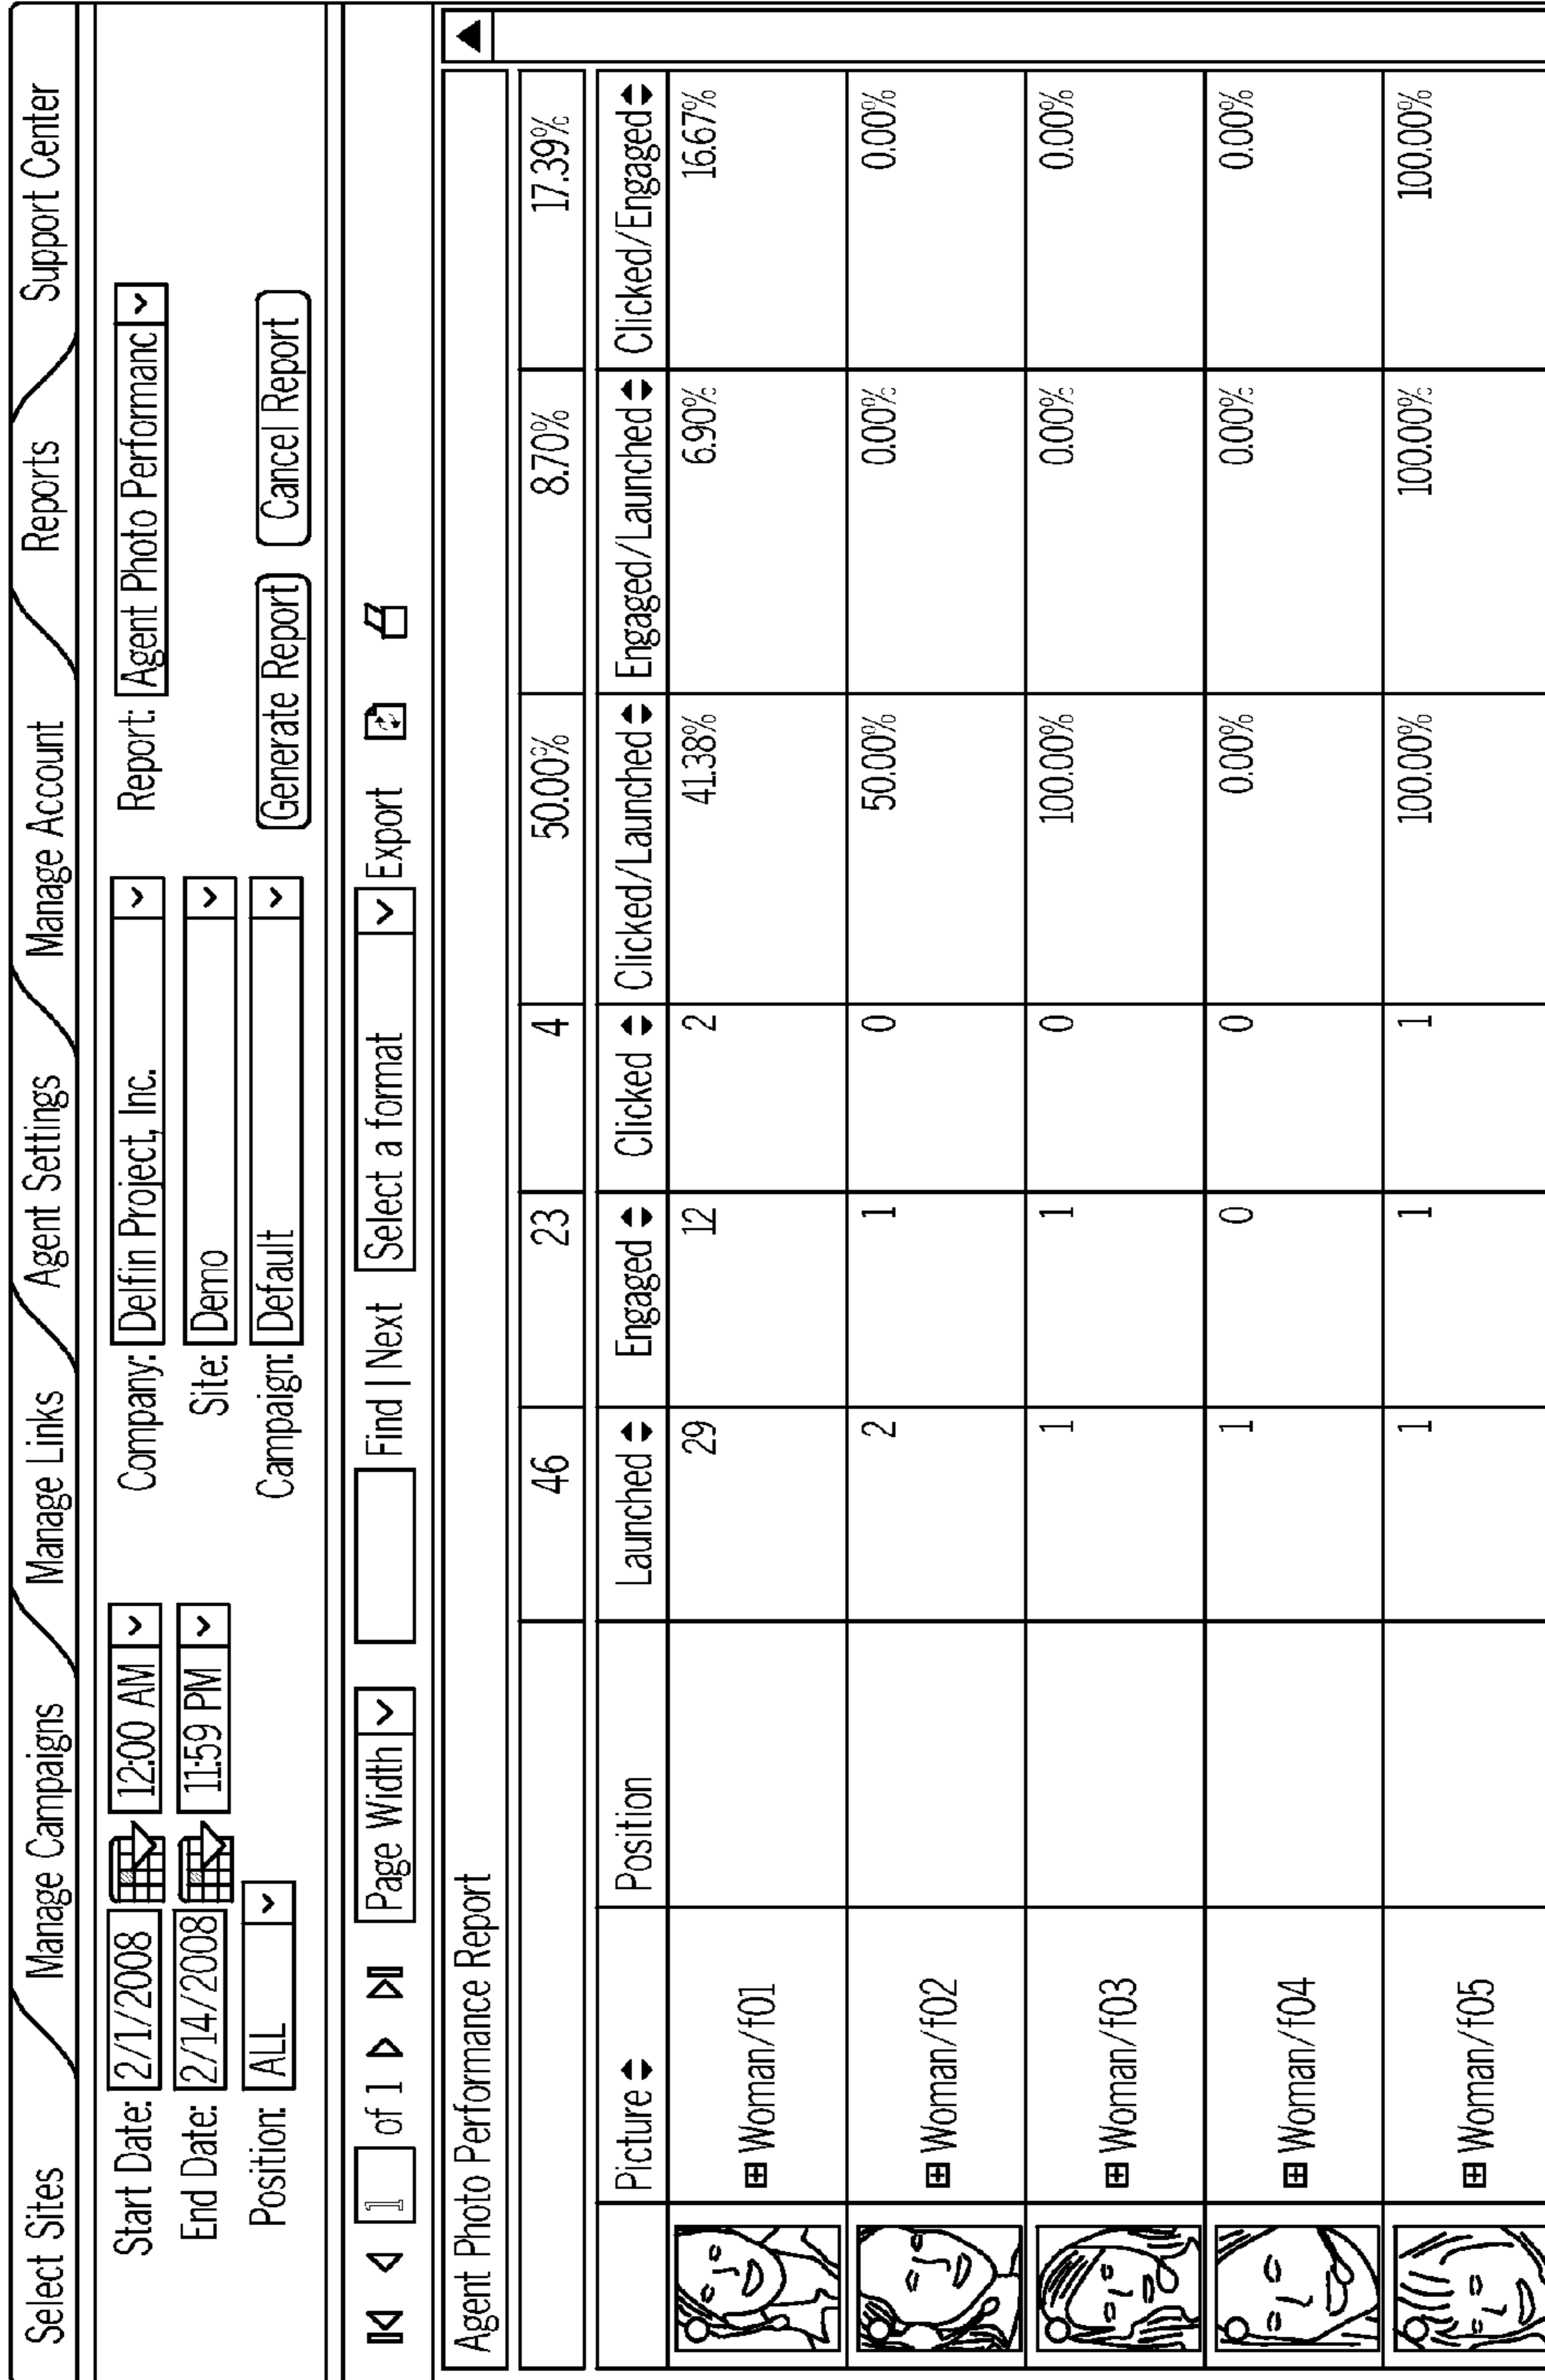 Select Sites Manage Campaigns Manage Links Agent Settings Manage Account Reports Support Center
Start Date: 2/1/2008 12:00 AM Company: Delfin Project, Inc. Report: Agent Photo Performanc
End Date: 2/14/2008 11:59 PM Site: Demo
Position: ALL Campaign: Default Generate Report Cancel Report
1 of 1 Page Width Find | Next Select a format Export
Agent Photo Performance Report
46 23 4 50.00% 8.70% 17.39%
Picture Position Launched Engaged Clicked Clicked/Launched Engaged/Launched Clicked/Engaged
Woman/f01 29 12 2 41.38% 6.90% 16.67%
Woman/f02 2 1 0 50.00% 0.00% 0.00%
Woman/f03 1 1 0 100.00% 0.00% 0.00%
Woman/f04 1 0 0 0.00% 0.00% 0.00%
Woman/f05 1 1 1 100.00% 100.00% 100.00%